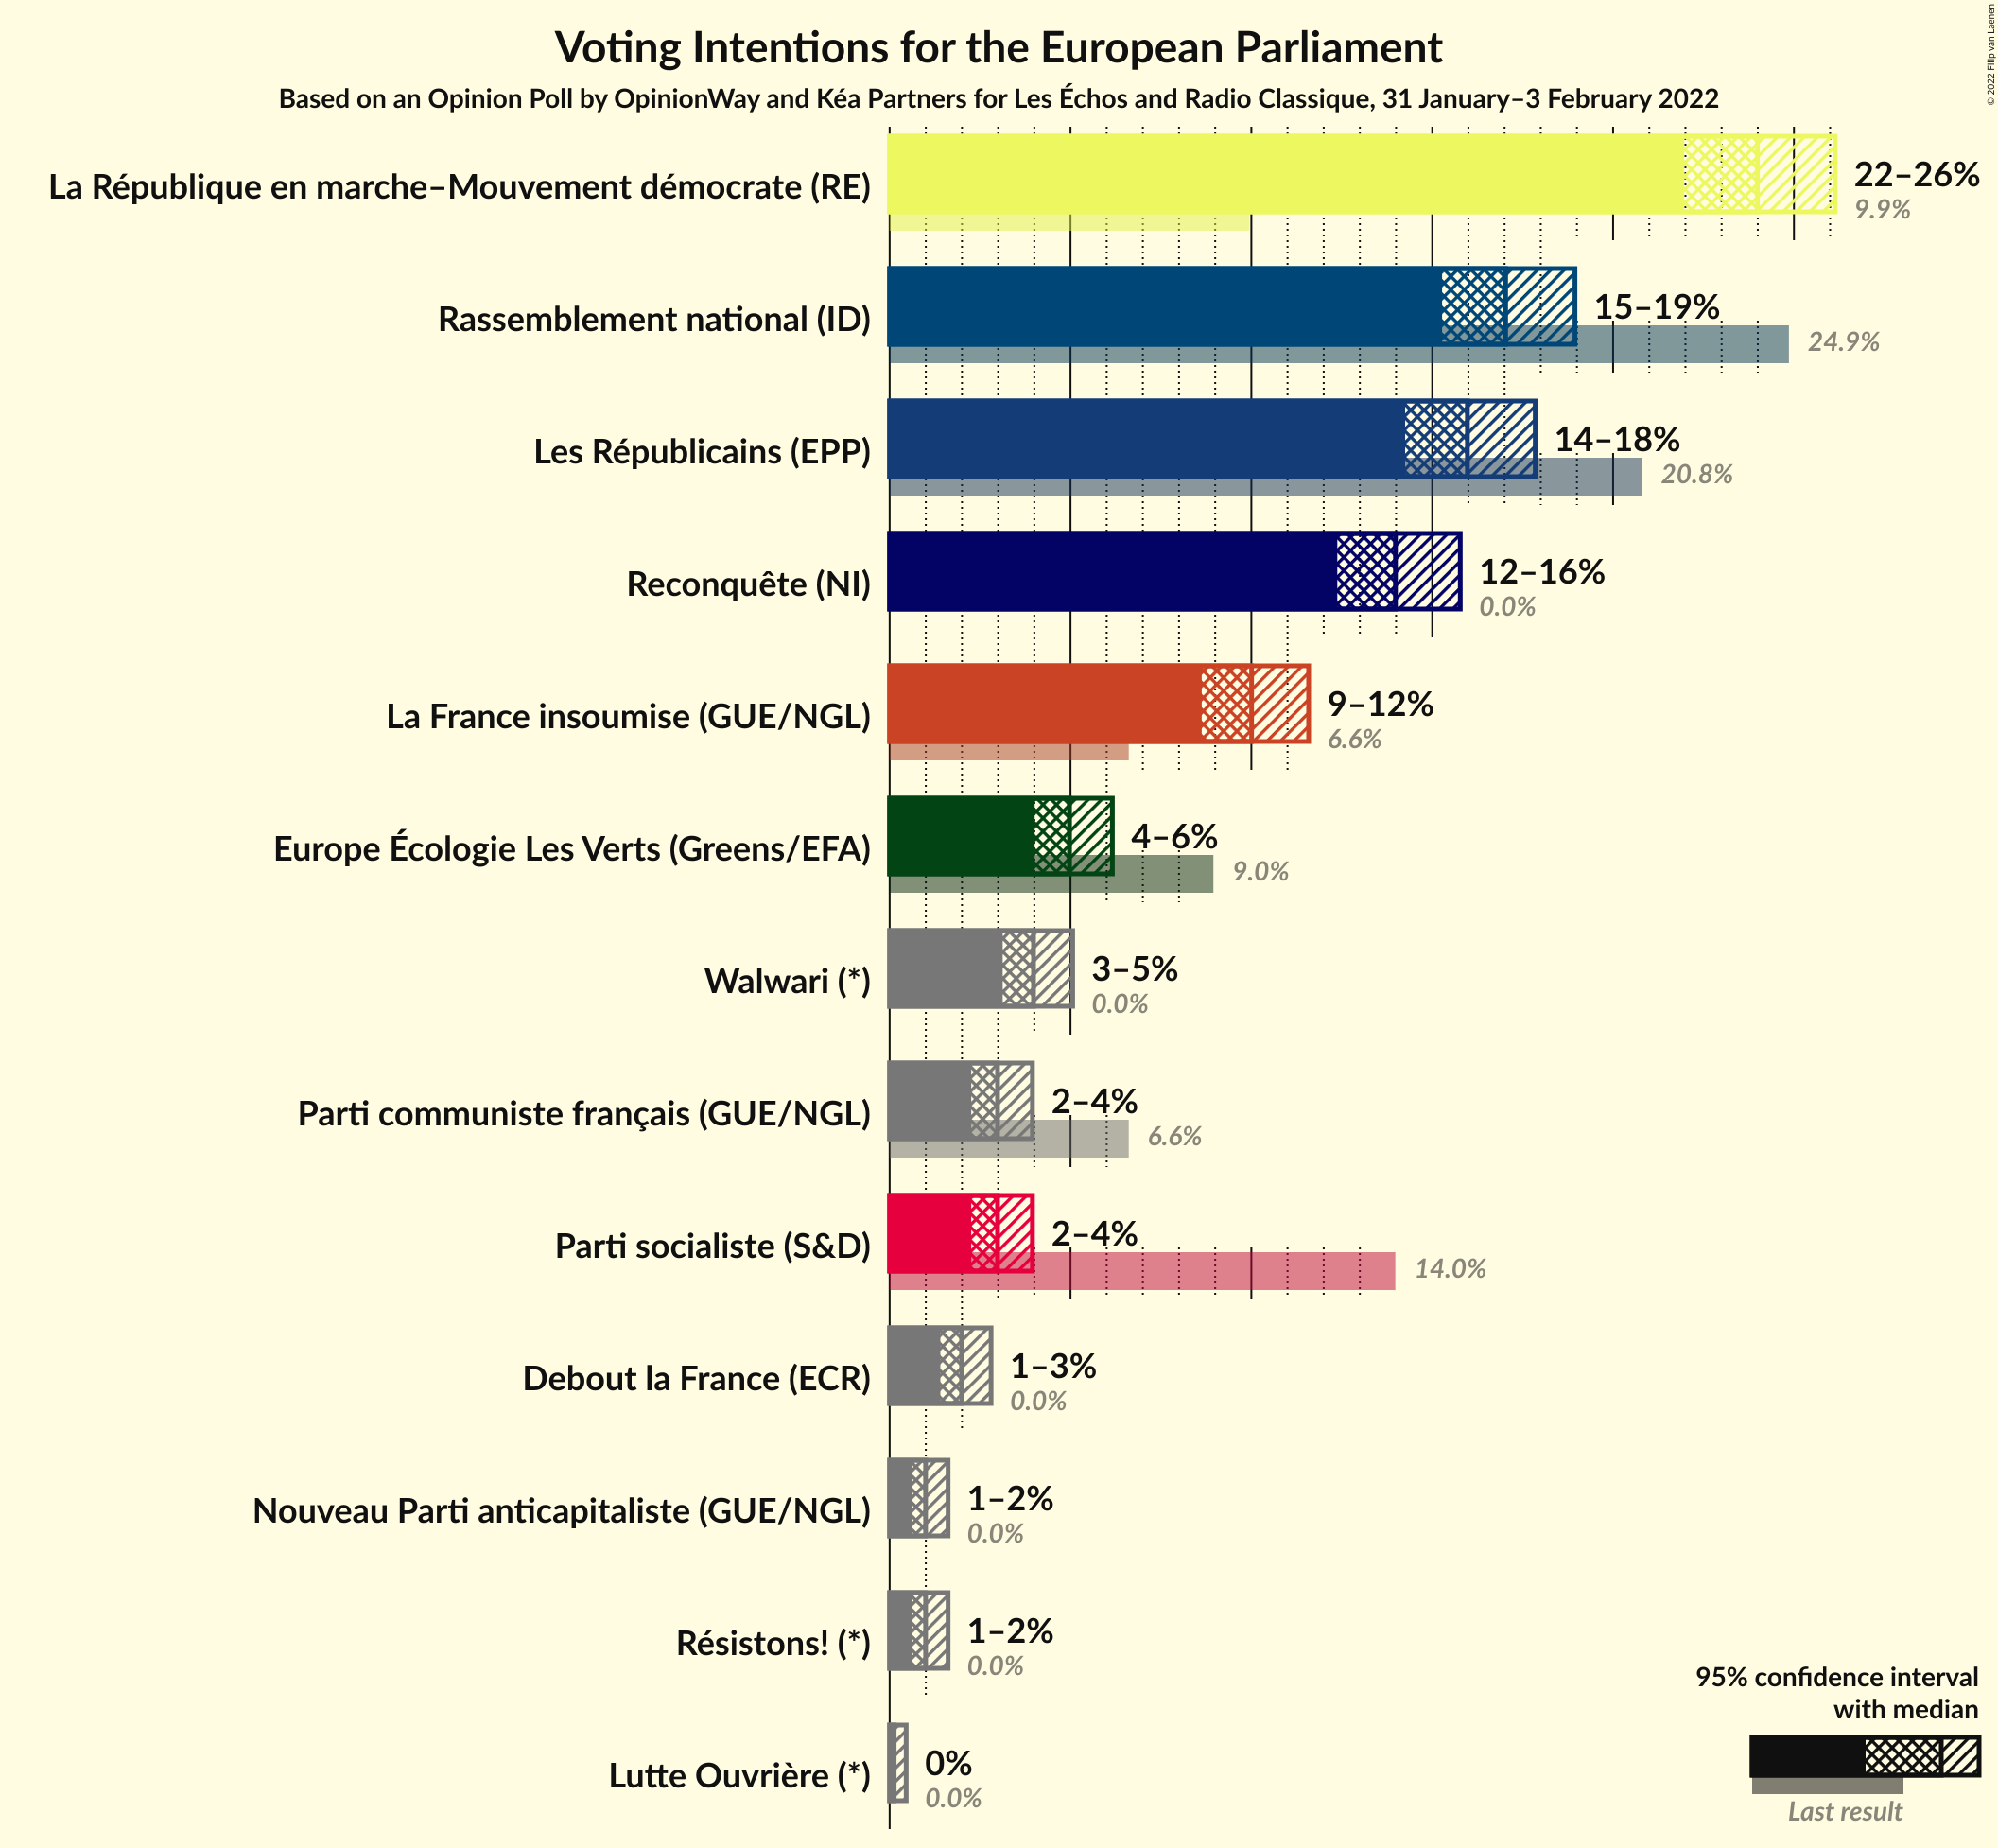 Voting Intentions for the European Parliament
Based on an Opinion Poll by OpinionWay and Kéa Partners for Les Échos and Radio Classique, 31 January–3 February 2022
© 2022 Filip van Laenen
La République en marche–Mouvement démocrate (RE)
22–26%
9.9%
Rassemblement national (ID)
15–19%
24.9%
Les Républicains (EPP)
14–18%
20.8%
Reconquête (NI)
12–16%
0.0%
La France insoumise (GUE/NGL)
9–12%
6.6%
Europe Écologie Les Verts (Greens/EFA)
4–6%
9.0%
Walwari (*)
3–5%
0.0%
Parti communiste français (GUE/NGL)
2–4%
6.6%
Parti socialiste (S&D)
2–4%
14.0%
Debout la France (ECR)
1–3%
0.0%
Nouveau Parti anticapitaliste (GUE/NGL)
1–2%
0.0%
Résistons! (*)
1–2%
0.0%
Lutte Ouvrière (*)
0%
0.0%
95% confidence interval
with median
Last result